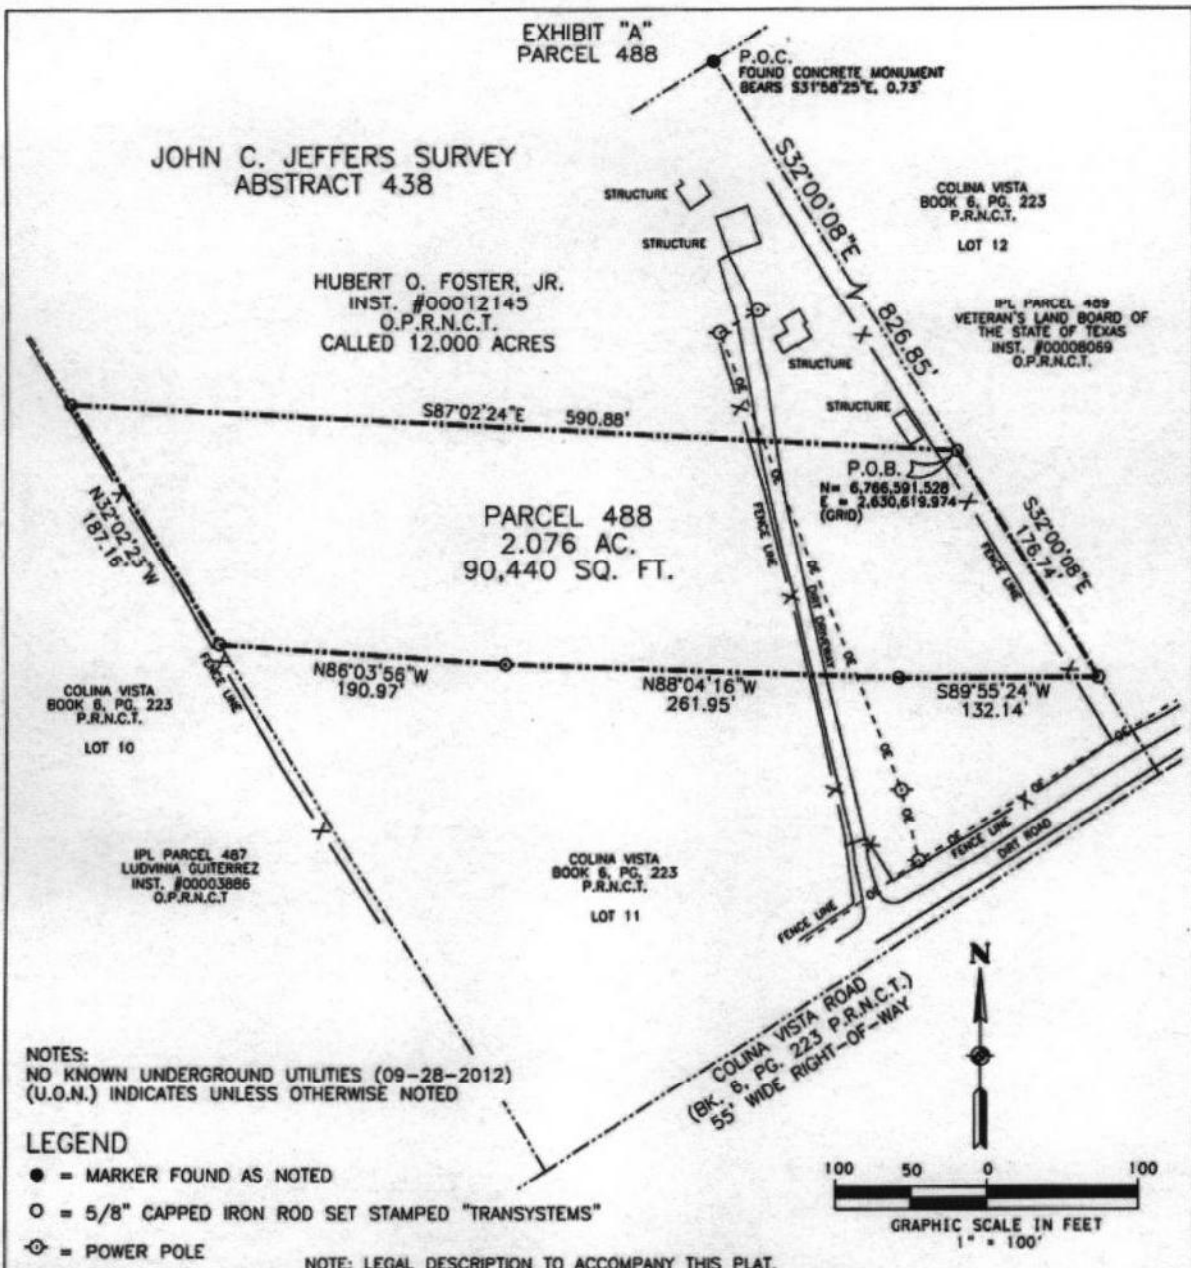 EXHIBIT "A"
PARCEL 488
P.O.C.
FOUND CONCRETE MONUMENT
BEARS S31°58'25"E, 0.73'
JOHN C. JEFFERS SURVEY
ABSTRACT 438
S32°00'08"E
826.85'
COLINA VISTA
BOOK 6, PG. 223
P.R.N.C.T.
LOT 12
STRUCTURE
STRUCTURE
HUBERT O. FOSTER, JR.
INST. #00012145
O.P.R.N.C.T.
CALLED 12.000 ACRES
IPL PARCEL 489
VETERAN'S LAND BOARD OF
THE STATE OF TEXAS
INST. #00008069
O.P.R.N.C.T.
STRUCTURE
STRUCTURE
OE
S87°02'24"E 590.88'
P.O.B.
N= 6,766,591.528
E = 2,630,619.974
(GRID)
OE
N32°02'23"W
187.16'
PARCEL 488
2.076 AC.
90,440 SQ. FT.
FENCE LINE
OE
DIRT DRIVEWAY
OE
FENCE LINE
S32°00'08"E
176.74'
FENCE LINE
N86°03'56"W
190.97'
N88°04'16"W
261.95'
S89°55'24"W
132.14'
COLINA VISTA
BOOK 6, PG. 223
P.R.N.C.T.
LOT 10
OE
OE
OE
OE
OE
FENCE LINE
DIRT ROAD
IPL PARCEL 487
LUDVINIA GUITERREZ
INST. #00003886
O.P.R.N.C.T
COLINA VISTA
BOOK 6, PG. 223
P.R.N.C.T.
LOT 11
OE
FENCE LINE
COLINA VISTA ROAD
(BK. 6, PG. 223 P.R.N.C.T.)
55' WIDE RIGHT-OF-WAY
N
NOTES:
NO KNOWN UNDERGROUND UTILITIES (09-28-2012)
(U.O.N.) INDICATES UNLESS OTHERWISE NOTED
LEGEND
= MARKER FOUND AS NOTED
= 5/8" CAPPED IRON ROD SET STAMPED "TRANSYSTEMS"
= POWER POLE
100 50 0 100
GRAPHIC SCALE IN FEET
1" = 100'
NOTE: LEGAL DESCRIPTION TO ACCOMPANY THIS PLAT.